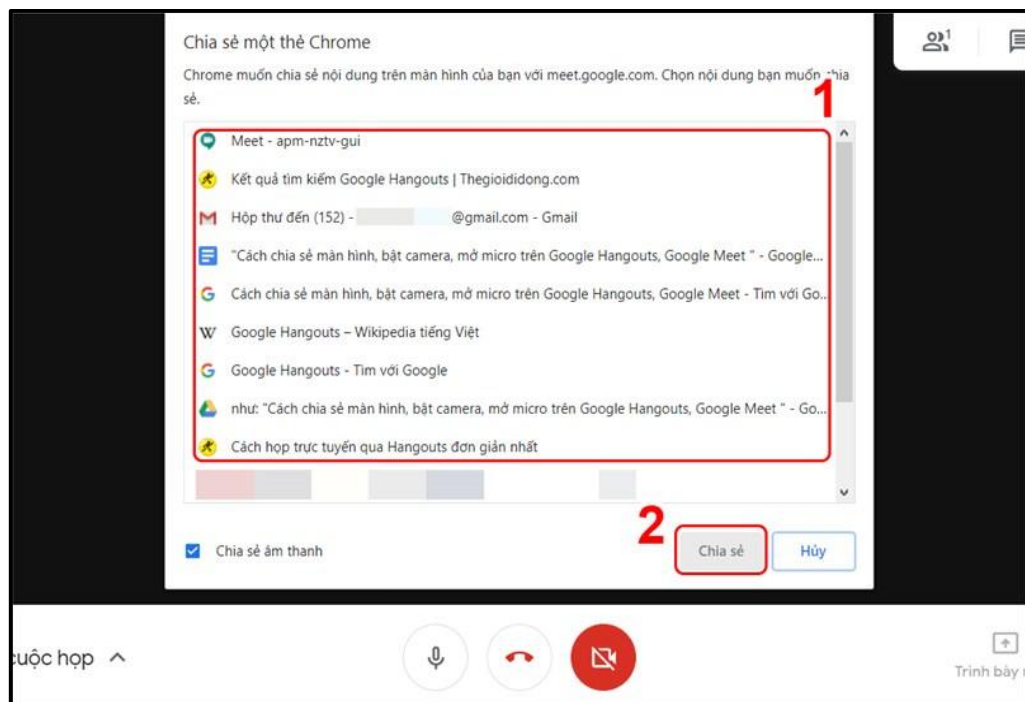 Chia sẻ một thẻ Chrome
1
Chrome muốn chia sẻ nội dung trên màn hình của bạn với meet.google.com. Chọn nội dung bạn muốn chia
sẻ.
1
Meet - apm-nztv-gui
Kết quả tìm kiếm Google Hangouts | Thegioididong.com
Hộp thư đến (152) - @gmail.com - Gmail
"Cách chia sẻ màn hình, bật camera, mở micro trên Google Hangouts, Google Meet " - Google...
Cách chia sẻ màn hình, bật camera, mở micro trên Google Hangouts, Google Meet - Tìm với Go...
Google Hangouts – Wikipedia tiếng Việt
Google Hangouts - Tìm với Google
như: "Cách chia sẻ màn hình, bật camera, mở micro trên Google Hangouts, Google Meet " - Go...
Cách họp trực tuyến qua Hangouts đơn giản nhất
2
Chia sẻ âm thanh
Chia sẻ
Hủy
cuộc họp
Trình bày